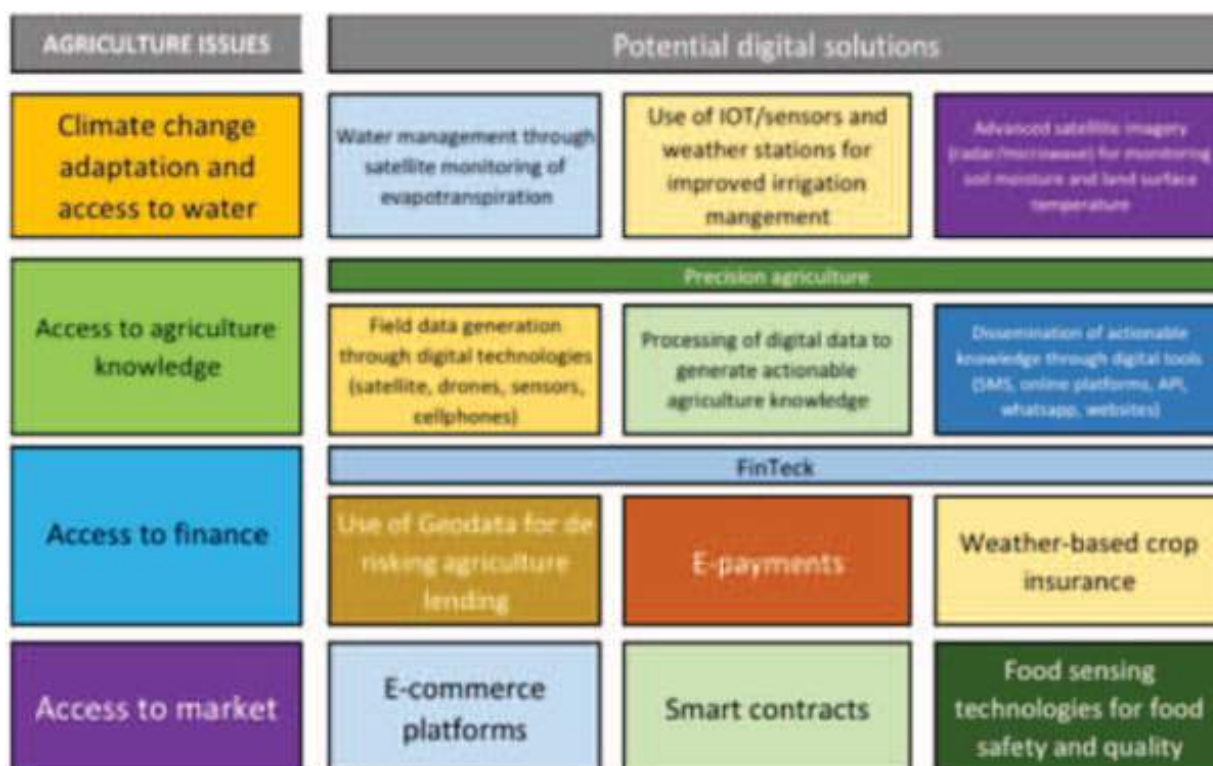 AGRICULTURE ISSUES
Potential digital solutions
Climate change
adaptation and
access to water
Water management through
satellite monitoring of
evapotranspiration
Use of IOT/sensors and
weather stations for
improved irrigation
mangement
Advanced satellite imagery
(radar/microwave) for monitoring
soil moisture and land surface
temperature
Access to agriculture
knowledge
Precision agriculture
Field data generation
through digital technologies
(satellite, drones, sensors,
cellphones)
Processing of digital data to
generate actionable
agriculture knowledge
Dissemination of actionable
knowledge through digital tools
(SMS, online platforms, API,
whatsapp, websites)
Access to finance
FinTeck
Use of Geodata for de
risking agriculture
lending
E-payments
Weather-based crop
insurance
Access to market
E-commerce
platforms
Smart contracts
Food sensing
technologies for food
safety and quality